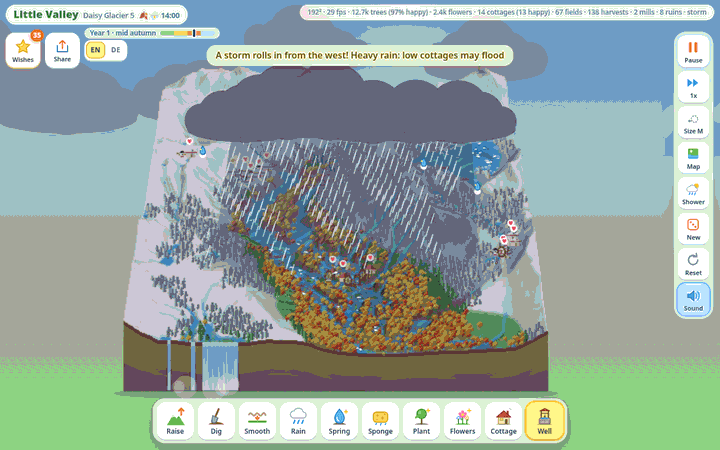 Little Valley Daisy Glacier 5 14:00
192² · 29 fps · 12.7k trees (97% happy) · 2.4k flowers · 14 cottages (13 happy) · 67 fields · 138 harvests · 2 mills · 8 ruins · storm
Year 1 · mid autumn
35
Wishes
Share
EN
DE
A storm rolls in from the west! Heavy rain: low cottages may flood
Pause
1x
Size M
Map
Shower
New
Reset
Sound
Raise
Dig
Smooth
Rain
Spring
Sponge
Plant
Flowers
Cottage
Well